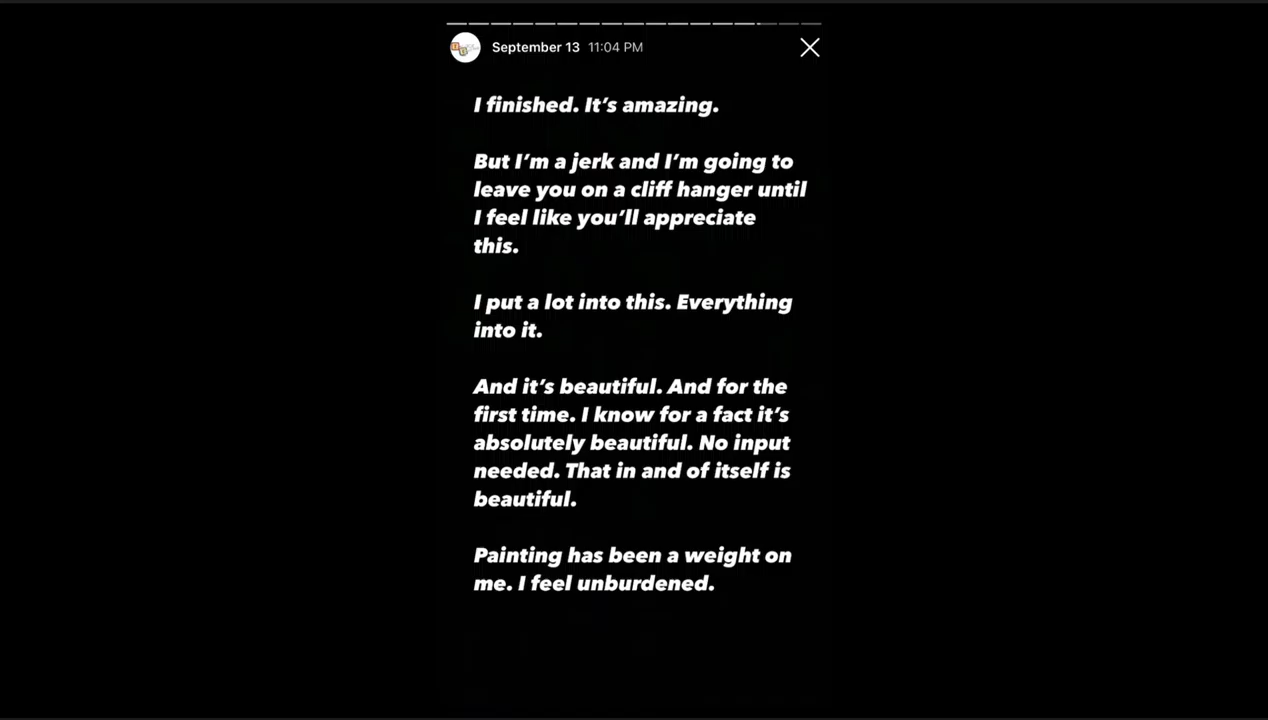 September 13 11:04 PM
I finished. It's amazing.
But I'm a jerk and I'm going to
leave you on a cliff hanger until
I feel like you'll appreciate
this.
I put a lot into this. Everything
into it.
And it's beautiful. And for the
first time. I know for a fact it's
absolutely beautiful. No input
needed. That in and of itself is
beautiful.
Painting has been a weight on
me. I feel unburdened.